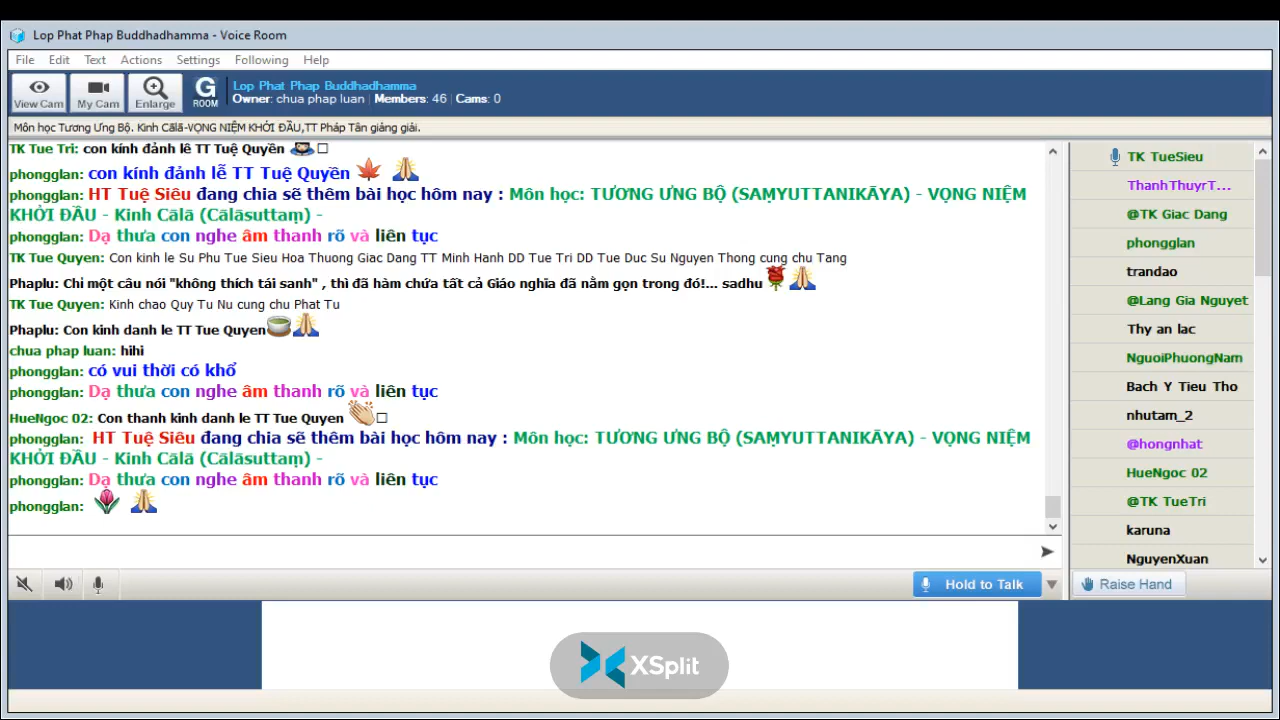 Lop Phat Phap Buddhadhamma - Voice Room
File Edit Text Actions Settings Following Help
View Cam
My Cam
Enlarge
G ROOM
Lop Phat Phap Buddhadhamma
Owner: chua phap luan | Members: 46 | Cams: 0
Môn học Tương Ưng Bộ. Kinh Cālā-VỌNG NIỆM KHỞI ĐẦU,TT Pháp Tân giảng giải.
TK Tue Tri: con kính đảnh lê TT Tuệ Quyền
phongglan: con kính đảnh lễ TT Tuệ Quyền
phongglan: HT Tuệ Siêu đang chia sẽ thêm bài học hôm nay : Môn học: TƯƠNG ƯNG BỘ (SAṂYUTTANIKĀYA) - VỌNG NIỆM
KHỞI ĐẦU - Kinh Cālā (Cālāsuttaṃ) -
phongglan: Dạ thưa con nghe âm thanh rõ và liên tục
TK Tue Quyen: Con kinh le Su Phu Tue Sieu Hoa Thuong Giac Dang TT Minh Hanh DD Tue Tri DD Tue Duc Su Nguyen Thong cung chu Tang
Phaplu: Chỉ một câu nói "không thích tái sanh" , thì đã hàm chứa tất cả Giáo nghĩa đã nằm gọn trong đó!... sadhu
TK Tue Quyen: Kinh chao Quy Tu Nu cung chu Phat Tu
Phaplu: Con kinh danh le TT Tue Quyen
chua phap luan: hihi
phongglan: có vui thời có khổ
phongglan: Dạ thưa con nghe âm thanh rõ và liên tục
HueNgoc 02: Con thanh kinh danh le TT Tue Quyen
phongglan: HT Tuệ Siêu đang chia sẽ thêm bài học hôm nay : Môn học: TƯƠNG ƯNG BỘ (SAṂYUTTANIKĀYA) - VỌNG NIỆM
KHỞI ĐẦU - Kinh Cālā (Cālāsuttaṃ) -
phongglan: Dạ thưa con nghe âm thanh rõ và liên tục
phongglan:
TK TueSieu
ThanhThuyrT...
@TK Giac Dang
phongglan
trandao
@Lang Gia Nguyet
Thy an lac
NguoiPhuongNam
Bach Y Tieu Tho
nhutam_2
@hongnhat
HueNgoc 02
@TK TueTri
karuna
NguyenXuan
Hold to Talk
Raise Hand
XSplit